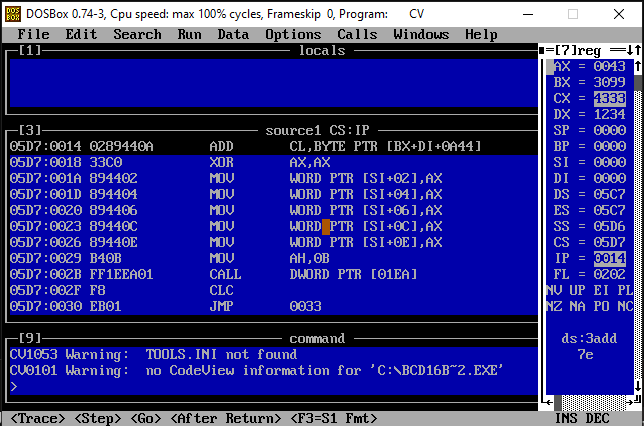 DOSBox 0.74-3, Cpu speed: max 100% cycles, Frameskip 0, Program: CV
File Edit Search Run Data Options Calls Windows Help
[1] locals
[3] source1 CS:IP
05D7:0014 0289440A ADD CL,BYTE PTR [BX+DI+0A44]
05D7:0018 33C0 XOR AX,AX
05D7:001A 894402 MOV WORD PTR [SI+02],AX
05D7:001D 894404 MOV WORD PTR [SI+04],AX
05D7:0020 894406 MOV WORD PTR [SI+06],AX
05D7:0023 89440C MOV WORD PTR [SI+0C],AX
05D7:0026 89440E MOV WORD PTR [SI+0E],AX
05D7:0029 B40B MOV AH,0B
05D7:002B FF1EEA01 CALL DWORD PTR [01EA]
05D7:002F F8 CLC
05D7:0030 EB01 JMP 0033
[9] command
CV1053 Warning: TOOLS.INI not found
CV0101 Warning: no CodeView information for 'C:\BCD16B~2.EXE'
>
[7]reg
AX = 0043
BX = 3099
CX = 4333
DX = 1234
SP = 0000
BP = 0000
SI = 0000
DI = 0000
DS = 05C7
ES = 05C7
SS = 05D6
CS = 05D7
IP = 0014
FL = 0202
NV UP EI PL
NZ NA PO NC
ds:3add
7e
<Trace> <Step> <Go> <After Return> <F3=S1 Fmt> INS DEC